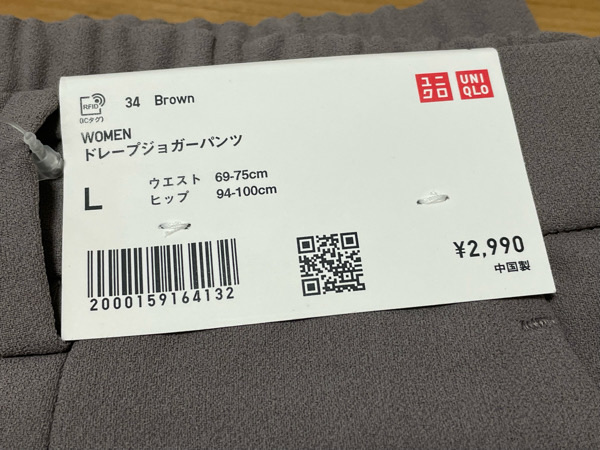 RFID
(ICタグ)
34 Brown
ユニ
クロ
UNI
QLO
WOMEN
ドレープジョガーパンツ
L
ウエスト 69-75cm
ヒップ 94-100cm
2000159164132
¥2,990
中国製